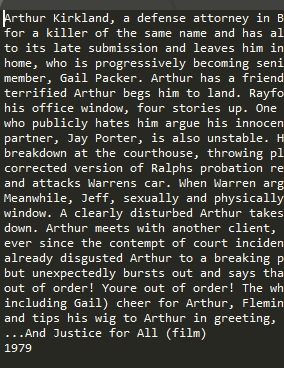 Arthur Kirkland, a defense attorney in B
for a killer of the same name and has al
to its late submission and leaves him in
home, who is progressively becoming seni
member, Gail Packer. Arthur has a friend
terrified Arthur begs him to land. Rayfo
his office window, four stories up. One
who publicly hates him argue his innocen
partner, Jay Porter, is also unstable. H
breakdown at the courthouse, throwing pl
corrected version of Ralphs probation re
and attacks Warrens car. When Warren arg
Meanwhile, Jeff, sexually and physically
window. A clearly disturbed Arthur takes
down. Arthur meets with another client,
ever since the contempt of court inciden
already disgusted Arthur to a breaking p
but unexpectedly bursts out and says tha
out of order! Youre out of order! The wh
including Gail) cheer for Arthur, Flemin
and tips his wig to Arthur in greeting,
...And Justice for All (film)
1979